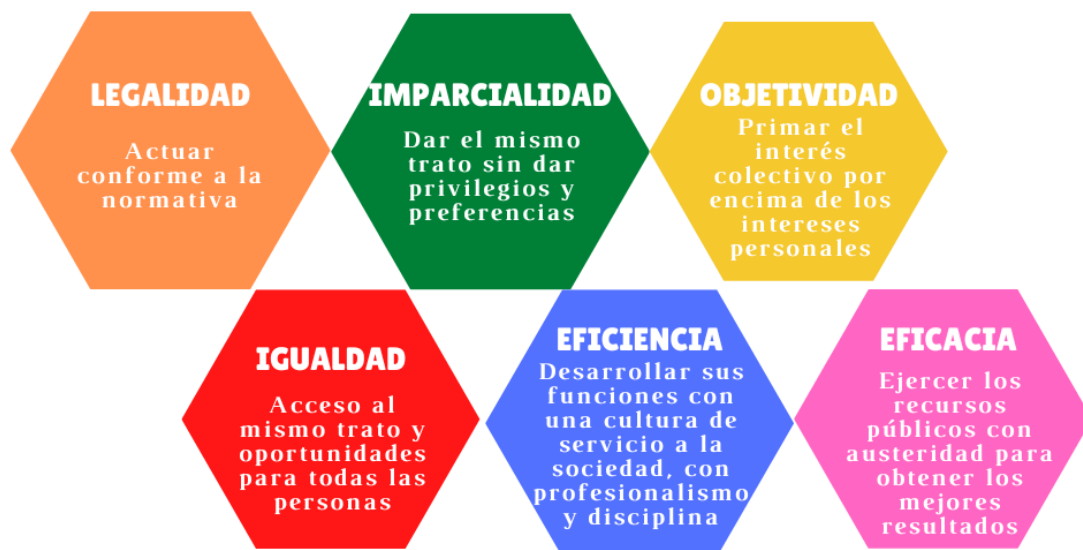 LEGALIDAD
Actuar
conforme a la
normativa
IMPARCIALIDAD
Dar el mismo
trato sin dar
privilegios y
preferencias
OBJETIVIDAD
Primar el
interés
colectivo por
encima de los
intereses
personales
IGUALDAD
Acceso al
mismo trato y
oportunidades
para todas las
personas
EFICIENCIA
Desarrollar sus
funciones con
una cultura de
servicio a la
sociedad, con
profesionalismo
y disciplina
EFICACIA
Ejercer los
recursos
públicos con
austeridad para
obtener los
mejores
resultados